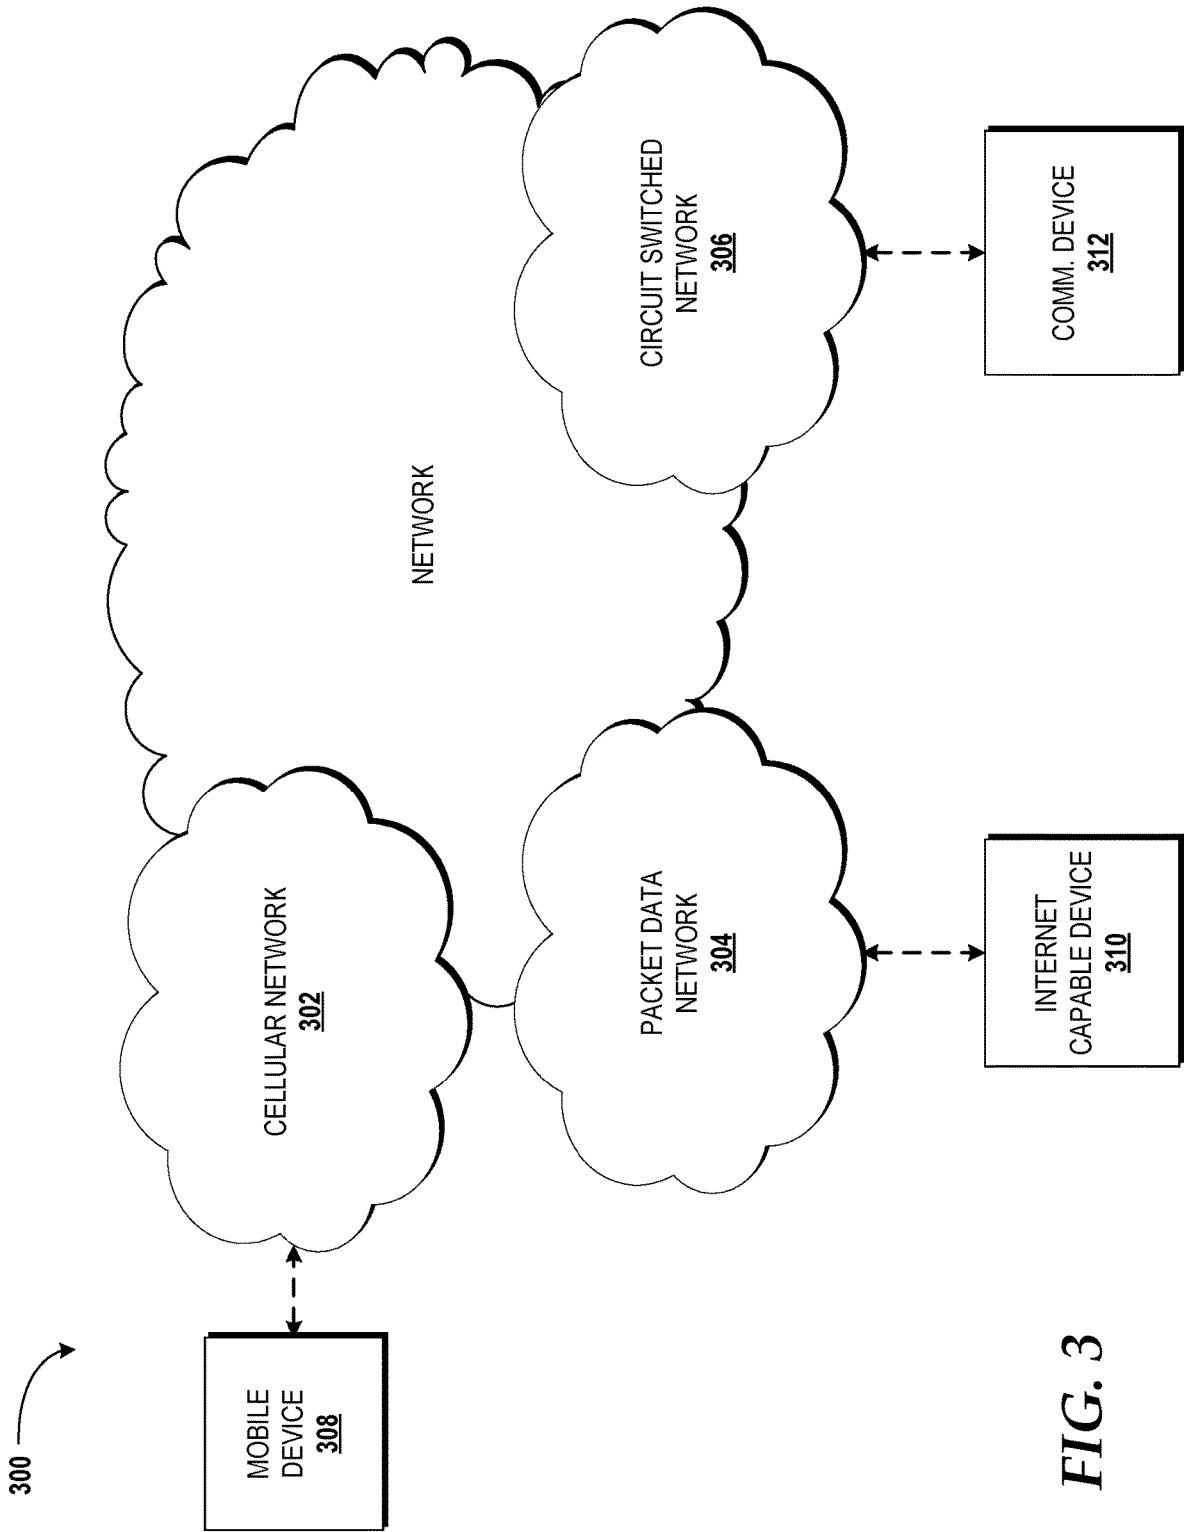 300
MOBILE
DEVICE
308
CELLULAR NETWORK
302
NETWORK
PACKET DATA
NETWORK
304
CIRCUIT SWITCHED
NETWORK
306
INTERNET
CAPABLE DEVICE
310
COMM. DEVICE
312
FIG. 3